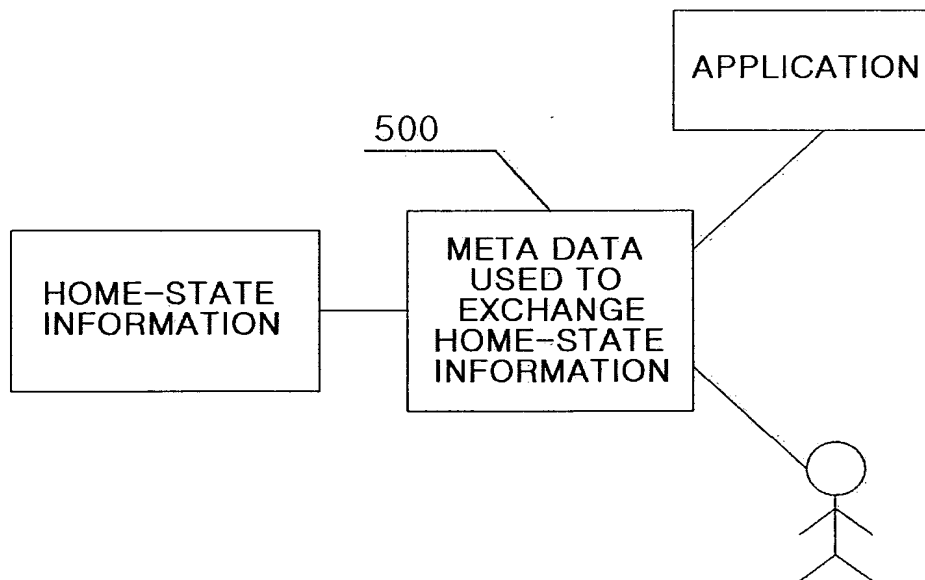 APPLICATION
500
META DATA
USED TO
EXCHANGE
HOME-STATE
INFORMATION
HOME-STATE
INFORMATION